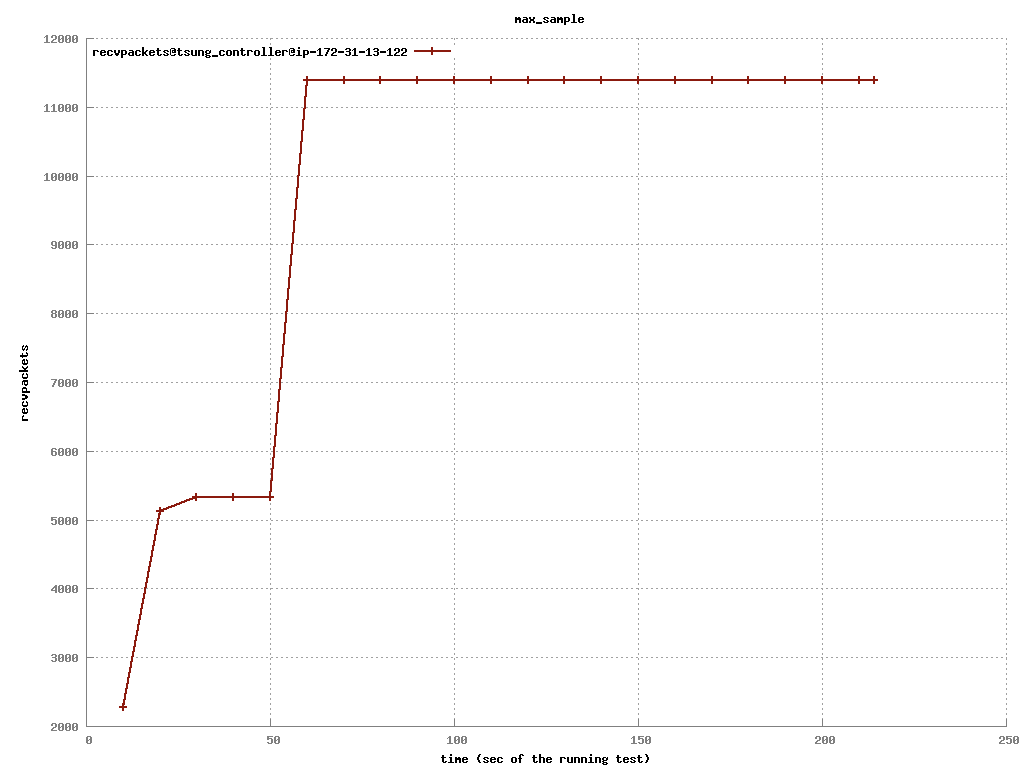 max_sample
recvpackets@tsung_controller@ip-172-31-13-122
12000
11000
10000
9000
8000
7000
6000
5000
4000
3000
2000
recvpackets
0 50 100 150 200 250
time (sec of the running test)